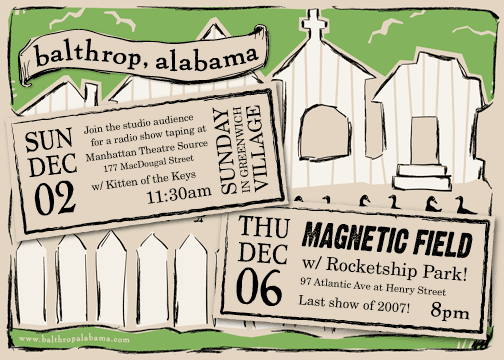 balthrop, alabama
SUN
DEC
02
Join the studio audience
for a radio show taping at
Manhattan Theatre Source
177 MacDougal Street
w/ Kitten of the Keys
11:30am
SUNDAY
IN GREENWICH
VILLAGE
THU
DEC
06
MAGNETIC FIELD
w/ Rocketship Park!
97 Atlantic Ave at Henry Street
Last show of 2007!
8pm
www.balthropalabama.com